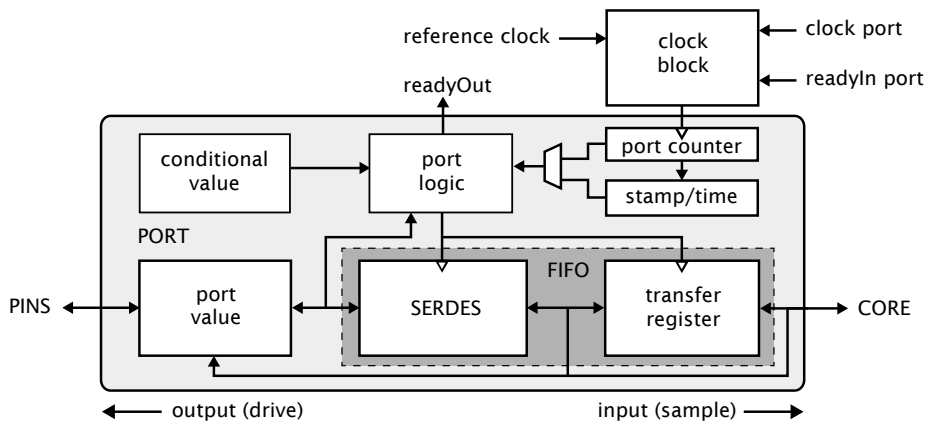 reference clock
clock
block
clock port
readyIn port
readyOut
conditional
value
port
logic
port counter
stamp/time
PORT
FIFO
PINS
port
value
SERDES
transfer
register
CORE
output (drive)
input (sample)